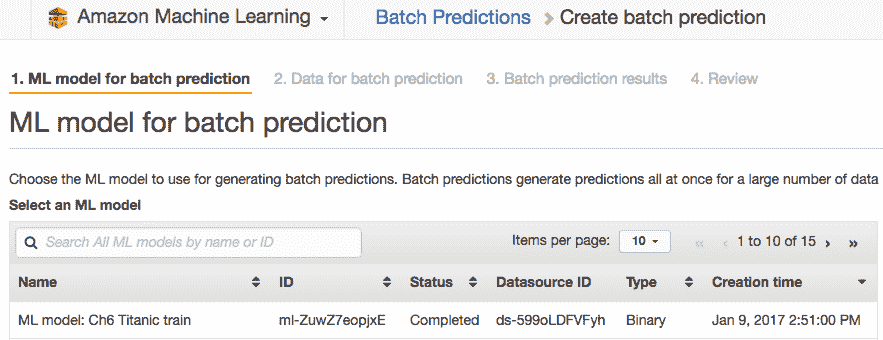 Amazon Machine Learning Batch Predictions Create batch prediction
1. ML model for batch prediction 2. Data for batch prediction 3. Batch prediction results 4. Review
ML model for batch prediction
Choose the ML model to use for generating batch predictions. Batch predictions generate predictions all at once for a large number of data
Select an ML model
Search All ML models by name or ID Items per page: 10 « ‹ 1 to 10 of 15 › »
Name ID Status Datasource ID Type Creation time
ML model: Ch6 Titanic train ml-ZuwZ7eopjxE Completed ds-599oLDFVFyh Binary Jan 9, 2017 2:51:00 PM